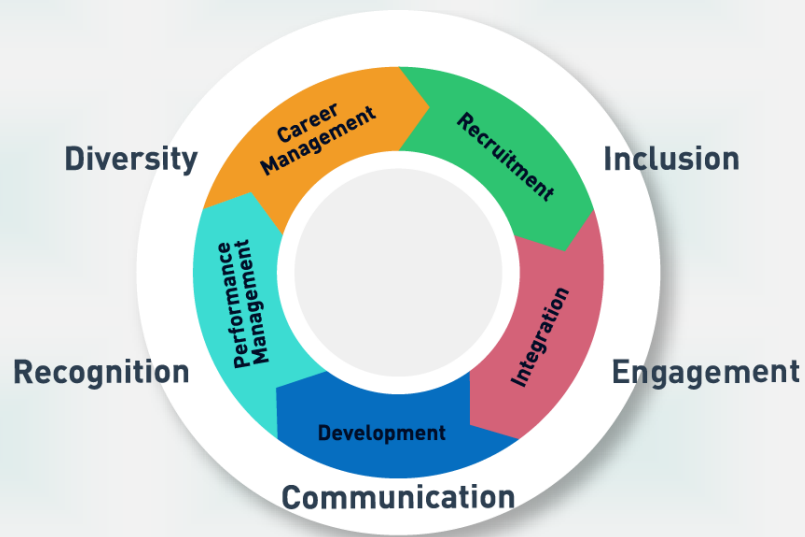 Career
Management
Recruitment
Diversity
Inclusion
Performance
Management
Integration
Recognition
Engagement
Development
Communication